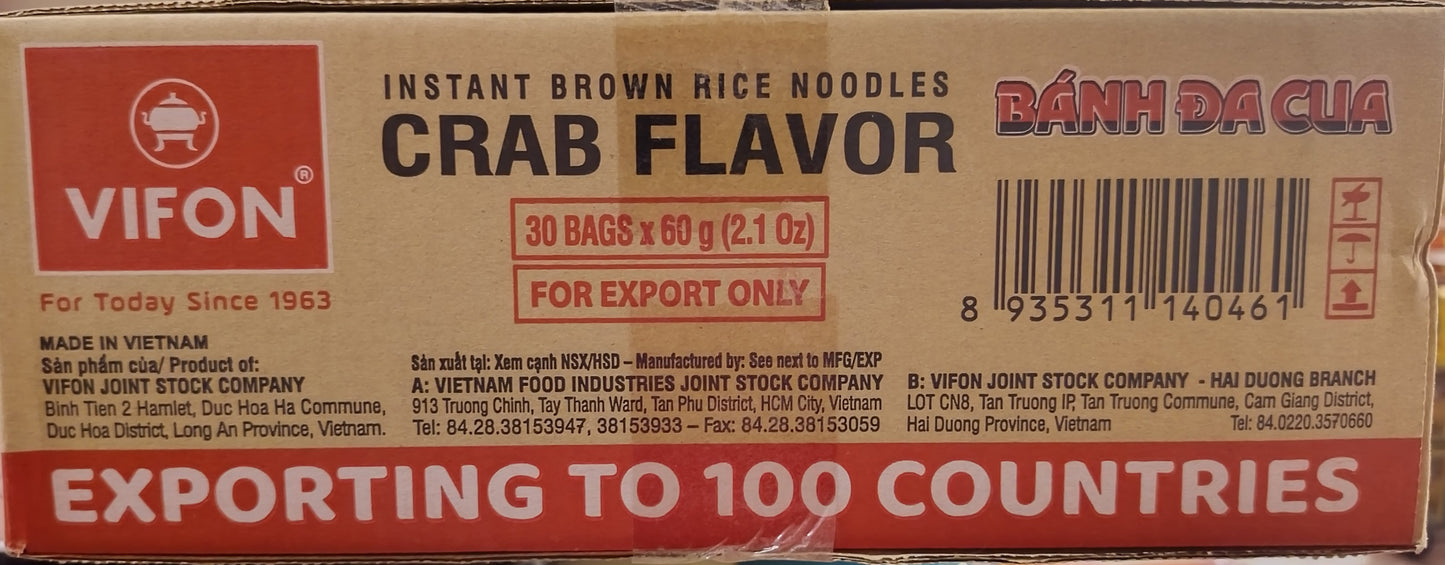 VIFON®
For Today Since 1963
INSTANT BROWN RICE NOODLES
CRAB FLAVOR
30 BAGS x 60 g (2.1 Oz)
FOR EXPORT ONLY
BÁNH ĐA CUA
8 935311 140461
MADE IN VIETNAM
Sản phẩm của/ Product of:
VIFON JOINT STOCK COMPANY
Binh Tien 2 Hamlet, Duc Hoa Ha Commune,
Duc Hoa District, Long An Province, Vietnam.
Sản xuất tại: Xem cạnh NSX/HSD – Manufactured by: See next to MFG/EXP
A: VIETNAM FOOD INDUSTRIES JOINT STOCK COMPANY
913 Truong Chinh, Tay Thanh Ward, Tan Phu District, HCM City, Vietnam
Tel: 84.28.38153947, 38153933 – Fax: 84.28.38153059
B: VIFON JOINT STOCK COMPANY - HAI DUONG BRANCH
LOT CN8, Tan Truong IP, Tan Truong Commune, Cam Giang District,
Hai Duong Province, Vietnam Tel: 84.0220.3570660
EXPORTING TO 100 COUNTRIES